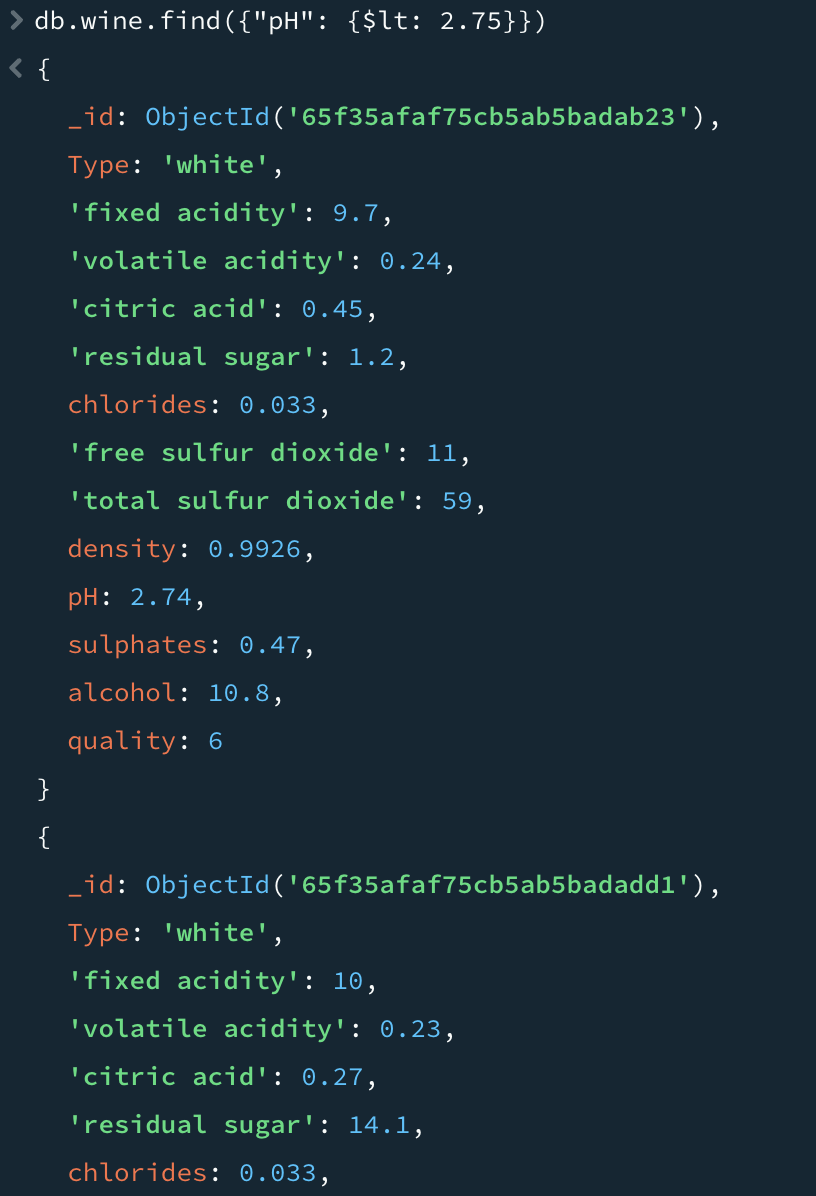 > db.wine.find({"pH": {$lt: 2.75}})
< {
_id: ObjectId('65f35afaf75cb5ab5badab23'),
Type: 'white',
'fixed acidity': 9.7,
'volatile acidity': 0.24,
'citric acid': 0.45,
'residual sugar': 1.2,
chlorides: 0.033,
'free sulfur dioxide': 11,
'total sulfur dioxide': 59,
density: 0.9926,
pH: 2.74,
sulphates: 0.47,
alcohol: 10.8,
quality: 6
}
{
_id: ObjectId('65f35afaf75cb5ab5badadd1'),
Type: 'white',
'fixed acidity': 10,
'volatile acidity': 0.23,
'citric acid': 0.27,
'residual sugar': 14.1,
chlorides: 0.033,